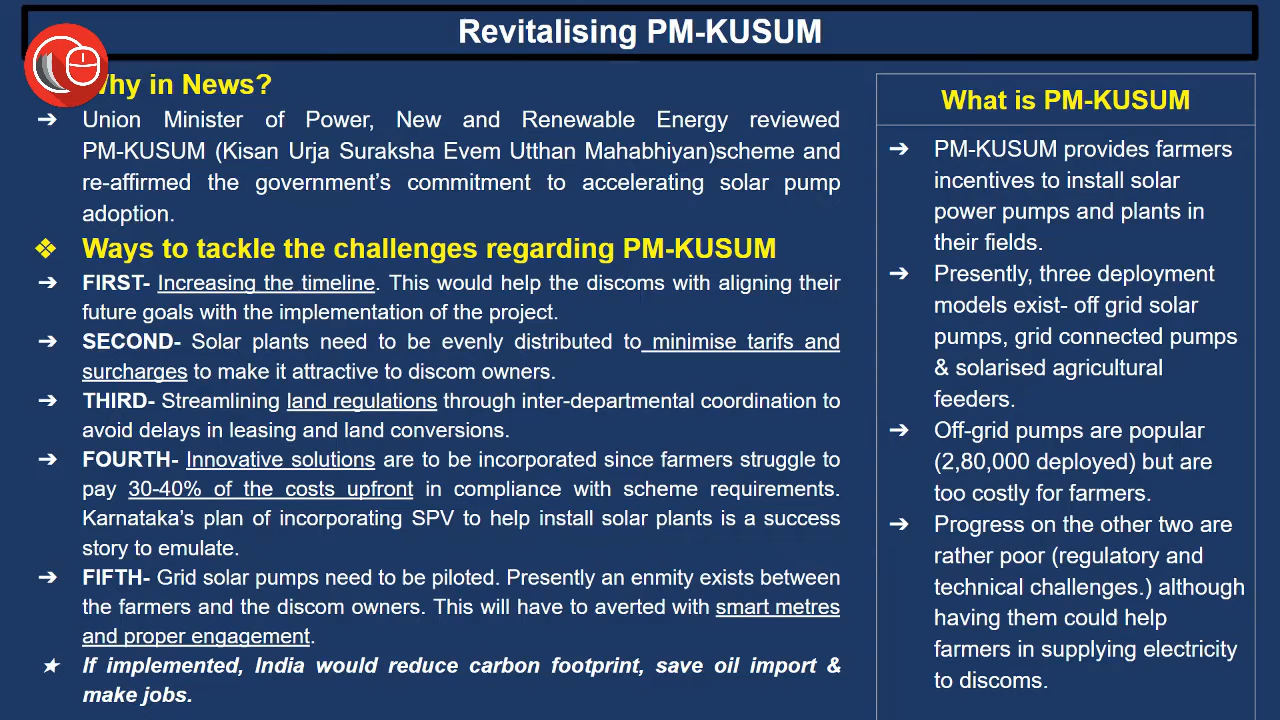 Revitalising PM-KUSUM
hy in News?
➔ Union Minister of Power, New and Renewable Energy reviewed
PM-KUSUM (Kisan Urja Suraksha Evem Utthan Mahabhiyan)scheme and
re-affirmed the government’s commitment to accelerating solar pump
adoption.
❖ Ways to tackle the challenges regarding PM-KUSUM
➔ FIRST- Increasing the timeline. This would help the discoms with aligning their
future goals with the implementation of the project.
➔ SECOND- Solar plants need to be evenly distributed to minimise tarifs and
surcharges to make it attractive to discom owners.
➔ THIRD- Streamlining land regulations through inter-departmental coordination to
avoid delays in leasing and land conversions.
➔ FOURTH- Innovative solutions are to be incorporated since farmers struggle to
pay 30-40% of the costs upfront in compliance with scheme requirements.
Karnataka’s plan of incorporating SPV to help install solar plants is a success
story to emulate.
➔ FIFTH- Grid solar pumps need to be piloted. Presently an enmity exists between
the farmers and the discom owners. This will have to averted with smart metres
and proper engagement.
★ If implemented, India would reduce carbon footprint, save oil import &
make jobs.
What is PM-KUSUM
➔ PM-KUSUM provides farmers
incentives to install solar
power pumps and plants in
their fields.
➔ Presently, three deployment
models exist- off grid solar
pumps, grid connected pumps
& solarised agricultural
feeders.
➔ Off-grid pumps are popular
(2,80,000 deployed) but are
too costly for farmers.
➔ Progress on the other two are
rather poor (regulatory and
technical challenges.) although
having them could help
farmers in supplying electricity
to discoms.